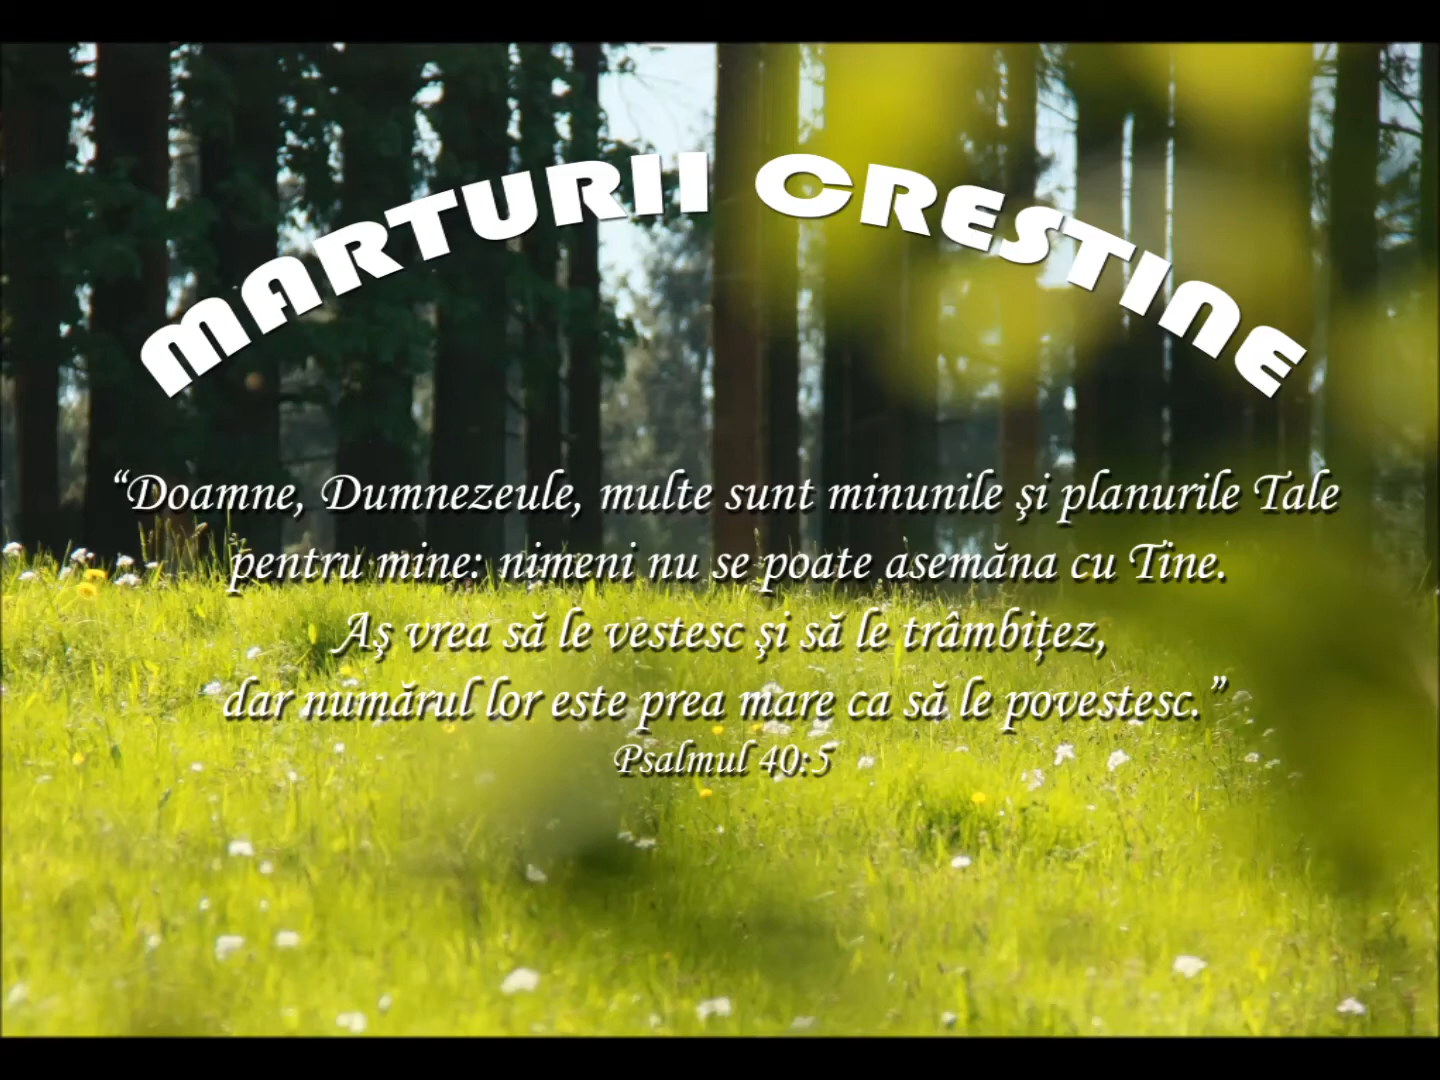 MARTURII CRESTINE
“Doamne, Dumnezeule, multe sunt minunile şi planurile Tale
pentru mine: nimeni nu se poate asemăna cu Tine.
Aş vrea să le vestesc şi să le trâmbiţez,
dar numărul lor este prea mare ca să le povestesc.”
Psalmul 40:5